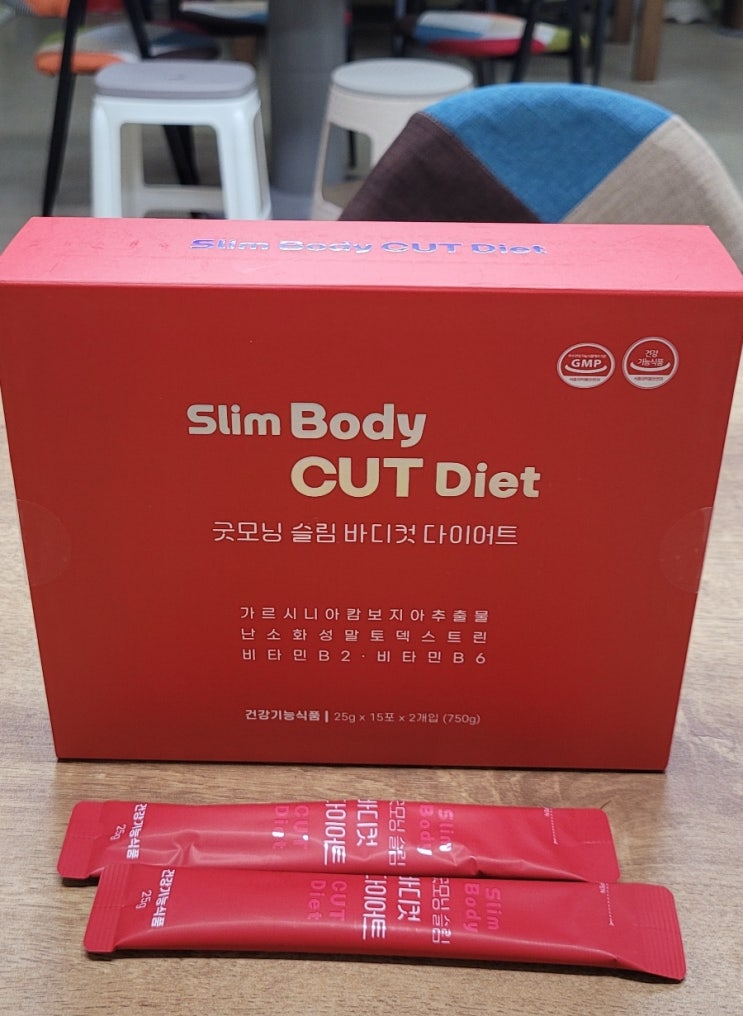 Slim Body CUT Diet
GMP
건강
기능식품
Slim Body
CUT Diet
굿모닝 슬림 바디컷 다이어트
가르시니아캄보지아추출물
난소화성말토덱스트린
비타민B2·비타민B6
건강기능식품 | 25g x 15포 x 2개입 (750g)
Slim
Body
CUT
Diet
굿모닝 슬림
바디컷
다이어트
건강기능식품
25g
Slim
Body
CUT
Diet
굿모닝 슬림
바디컷
다이어트
건강기능식품
25g